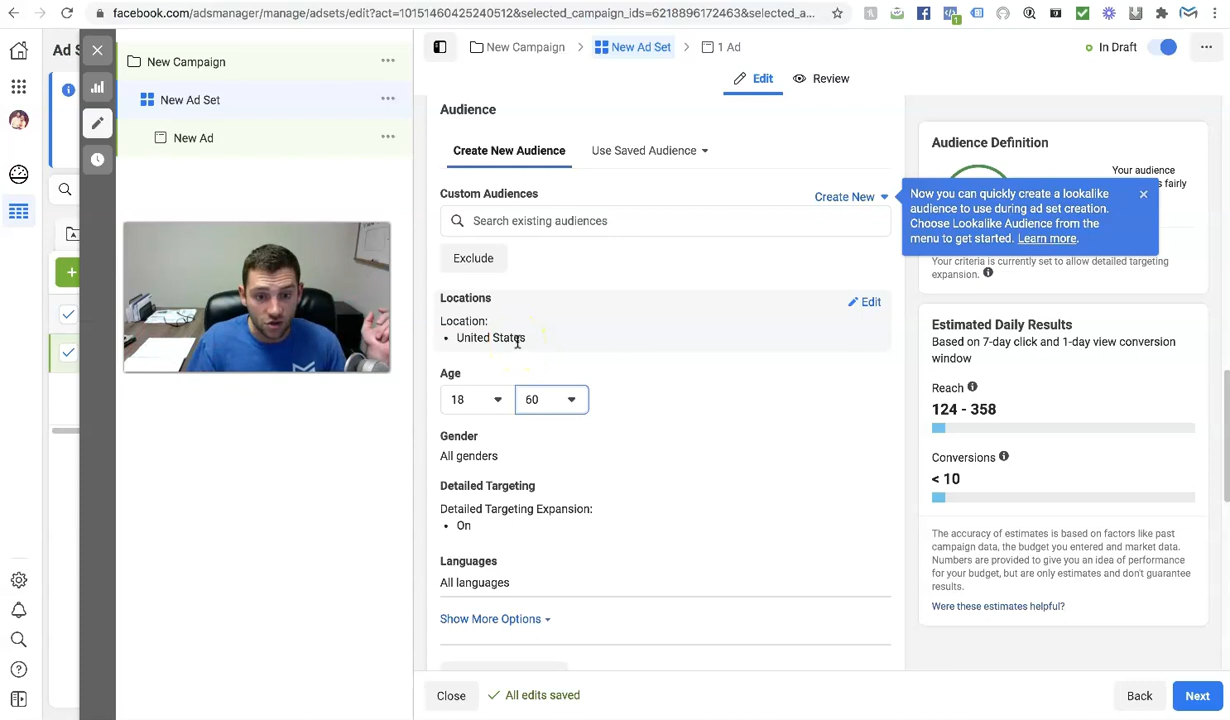 facebook.com/adsmanager/manage/adsets/edit?act=10151460425240512&selected_campaign_ids=6218896172463&selected_a...
Ad S
New Campaign
New Ad Set
New Ad
New Campaign
New Ad Set
1 Ad
In Draft
Edit
Review
Audience
Create New Audience
Use Saved Audience
Custom Audiences
Create New
Search existing audiences
Exclude
Locations
Edit
Location:
United States
Age
18
60
Gender
All genders
Detailed Targeting
Detailed Targeting Expansion:
On
Languages
All languages
Show More Options
Close
All edits saved
Back
Next
Audience Definition
Your audience
fairly
Now you can quickly create a lookalike
audience to use during ad set creation.
Choose Lookalike Audience from the
menu to get started. Learn more.
Your criteria is currently set to allow detailed targeting
expansion.
Estimated Daily Results
Based on 7-day click and 1-day view conversion
window
Reach
124 - 358
Conversions
< 10
The accuracy of estimates is based on factors like past
campaign data, the budget you entered and market data.
Numbers are provided to give you an idea of performance
for your budget, but are only estimates and don't guarantee
results.
Were these estimates helpful?